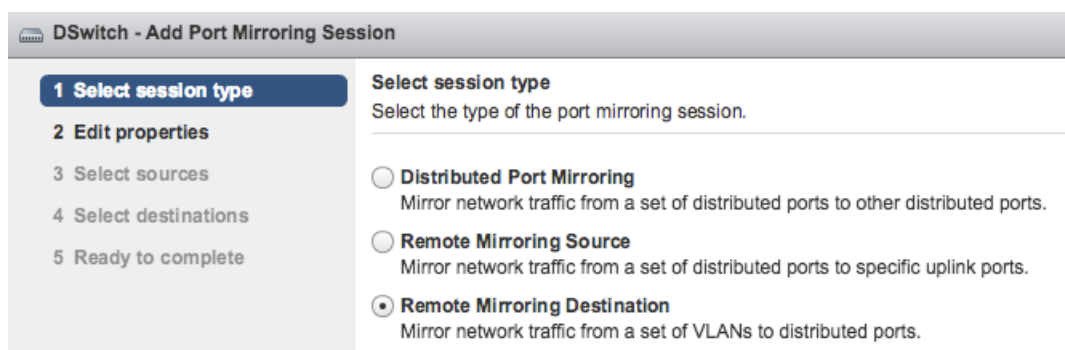 DSwitch - Add Port Mirroring Session
1 Select session type
2 Edit properties
3 Select sources
4 Select destinations
5 Ready to complete
Select session type
Select the type of the port mirroring session.
Distributed Port Mirroring
Mirror network traffic from a set of distributed ports to other distributed ports.
Remote Mirroring Source
Mirror network traffic from a set of distributed ports to specific uplink ports.
Remote Mirroring Destination
Mirror network traffic from a set of VLANs to distributed ports.